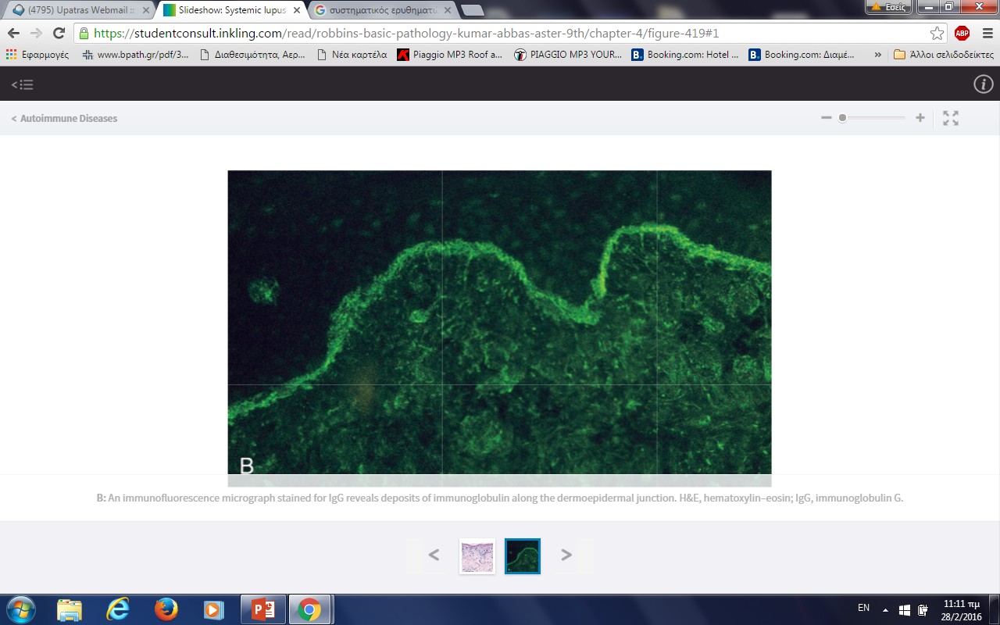 (4795) Upatras Webmail ::
Slideshow: Systemic lupus
συστηματικός ερυθηματώ
Εσείς
https://studentconsult.inkling.com/read/robbins-basic-pathology-kumar-abbas-aster-9th/chapter-4/figure-419#1
ABP
Εφαρμογές
www.bpath.gr/pdf/3...
Διαθεσιμότητα, Αερ...
Νέα καρτέλα
Piaggio MP3 Roof a...
PIAGGIO MP3 YOUR...
B. Booking.com: Hotel ...
B. Booking.com: Διαμέ...
»
Άλλοι σελιδοδείκτες
< Autoimmune Diseases
B
B: An immunofluorescence micrograph stained for IgG reveals deposits of immunoglobulin along the dermoepidermal junction. H&E, hematoxylin–eosin; IgG, immunoglobulin G.
EN
11:11 πμ
28/2/2016